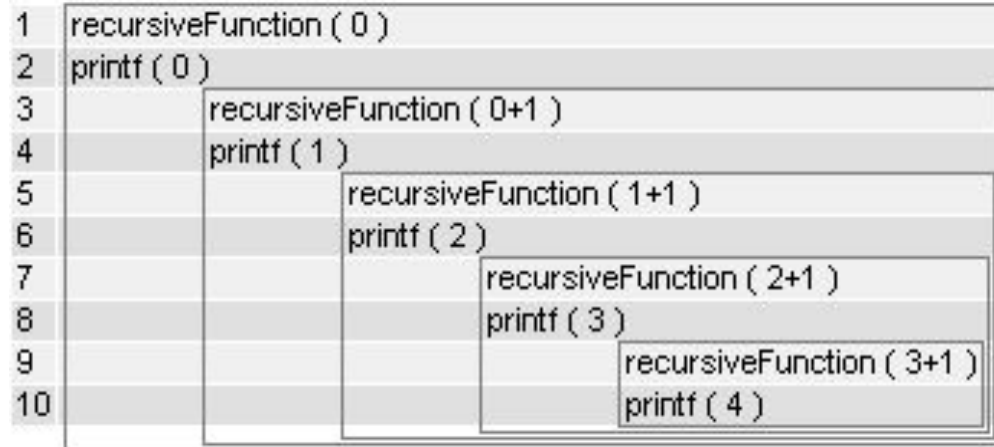 1 recursiveFunction ( 0 )
2 printf ( 0 )
3 recursiveFunction ( 0+1 )
4 printf ( 1 )
5 recursiveFunction ( 1+1 )
6 printf ( 2 )
7 recursiveFunction ( 2+1 )
8 printf ( 3 )
9 recursiveFunction ( 3+1 )
10 printf ( 4 )